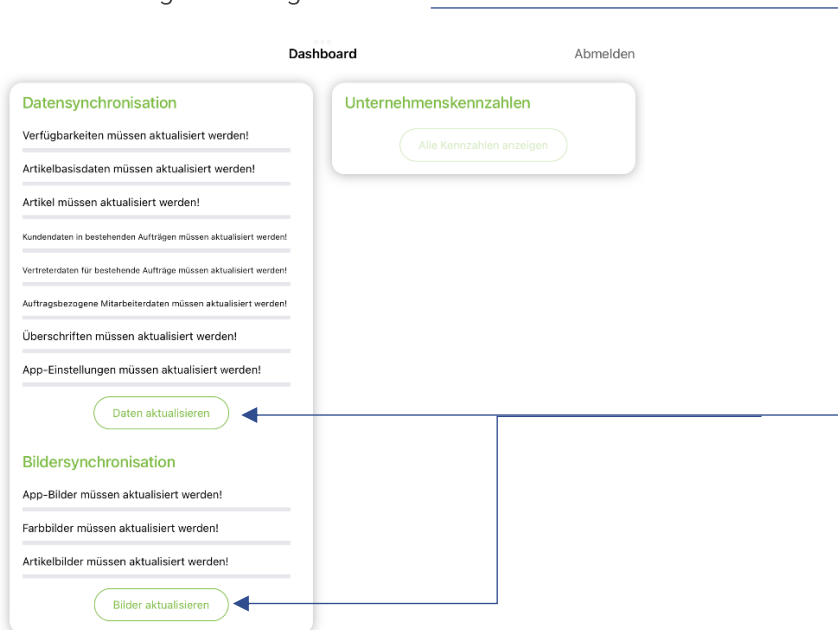 Dashboard
Abmelden
Datensynchronisation
Verfügbarkeiten müssen aktualisiert werden!
Artikelbasisdaten müssen aktualisiert werden!
Artikel müssen aktualisiert werden!
Kundendaten in bestehenden Aufträgen müssen aktualisiert werden!
Vertreterdaten für bestehende Aufträge müssen aktualisiert werden!
Auftragsbezogene Mitarbeiterdaten müssen aktualisiert werden!
Überschriften müssen aktualisiert werden!
App-Einstellungen müssen aktualisiert werden!
Daten aktualisieren
Bildersynchronisation
App-Bilder müssen aktualisiert werden!
Farbbilder müssen aktualisiert werden!
Artikelbilder müssen aktualisiert werden!
Bilder aktualisieren
Unternehmenskennzahlen
Alle Kennzahlen anzeigen